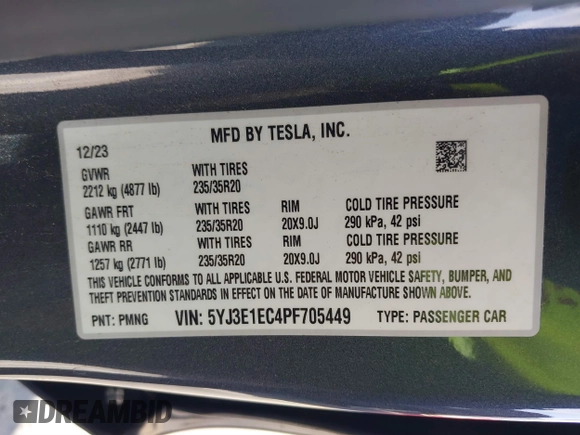 MFD BY TESLA, INC.
12/23
GVWR WITH TIRES
2212 kg (4877 lb) 235/35R20
GAWR FRT WITH TIRES RIM COLD TIRE PRESSURE
1110 kg (2447 lb) 235/35R20 20X9.0J 290 kPa, 42 psi
GAWR RR WITH TIRES RIM COLD TIRE PRESSURE
1257 kg (2771 lb) 235/35R20 20X9.0J 290 kPa, 42 psi
THIS VEHICLE CONFORMS TO ALL APPLICABLE U.S. FEDERAL MOTOR VEHICLE SAFETY, BUMPER, AND
THEFT PREVENTION STANDARDS IN EFFECT ON THE DATE OF MANUFACTURE SHOWN ABOVE.
PNT: PMNG VIN: 5YJ3E1EC4PF705449 TYPE: PASSENGER CAR
DREAMBID